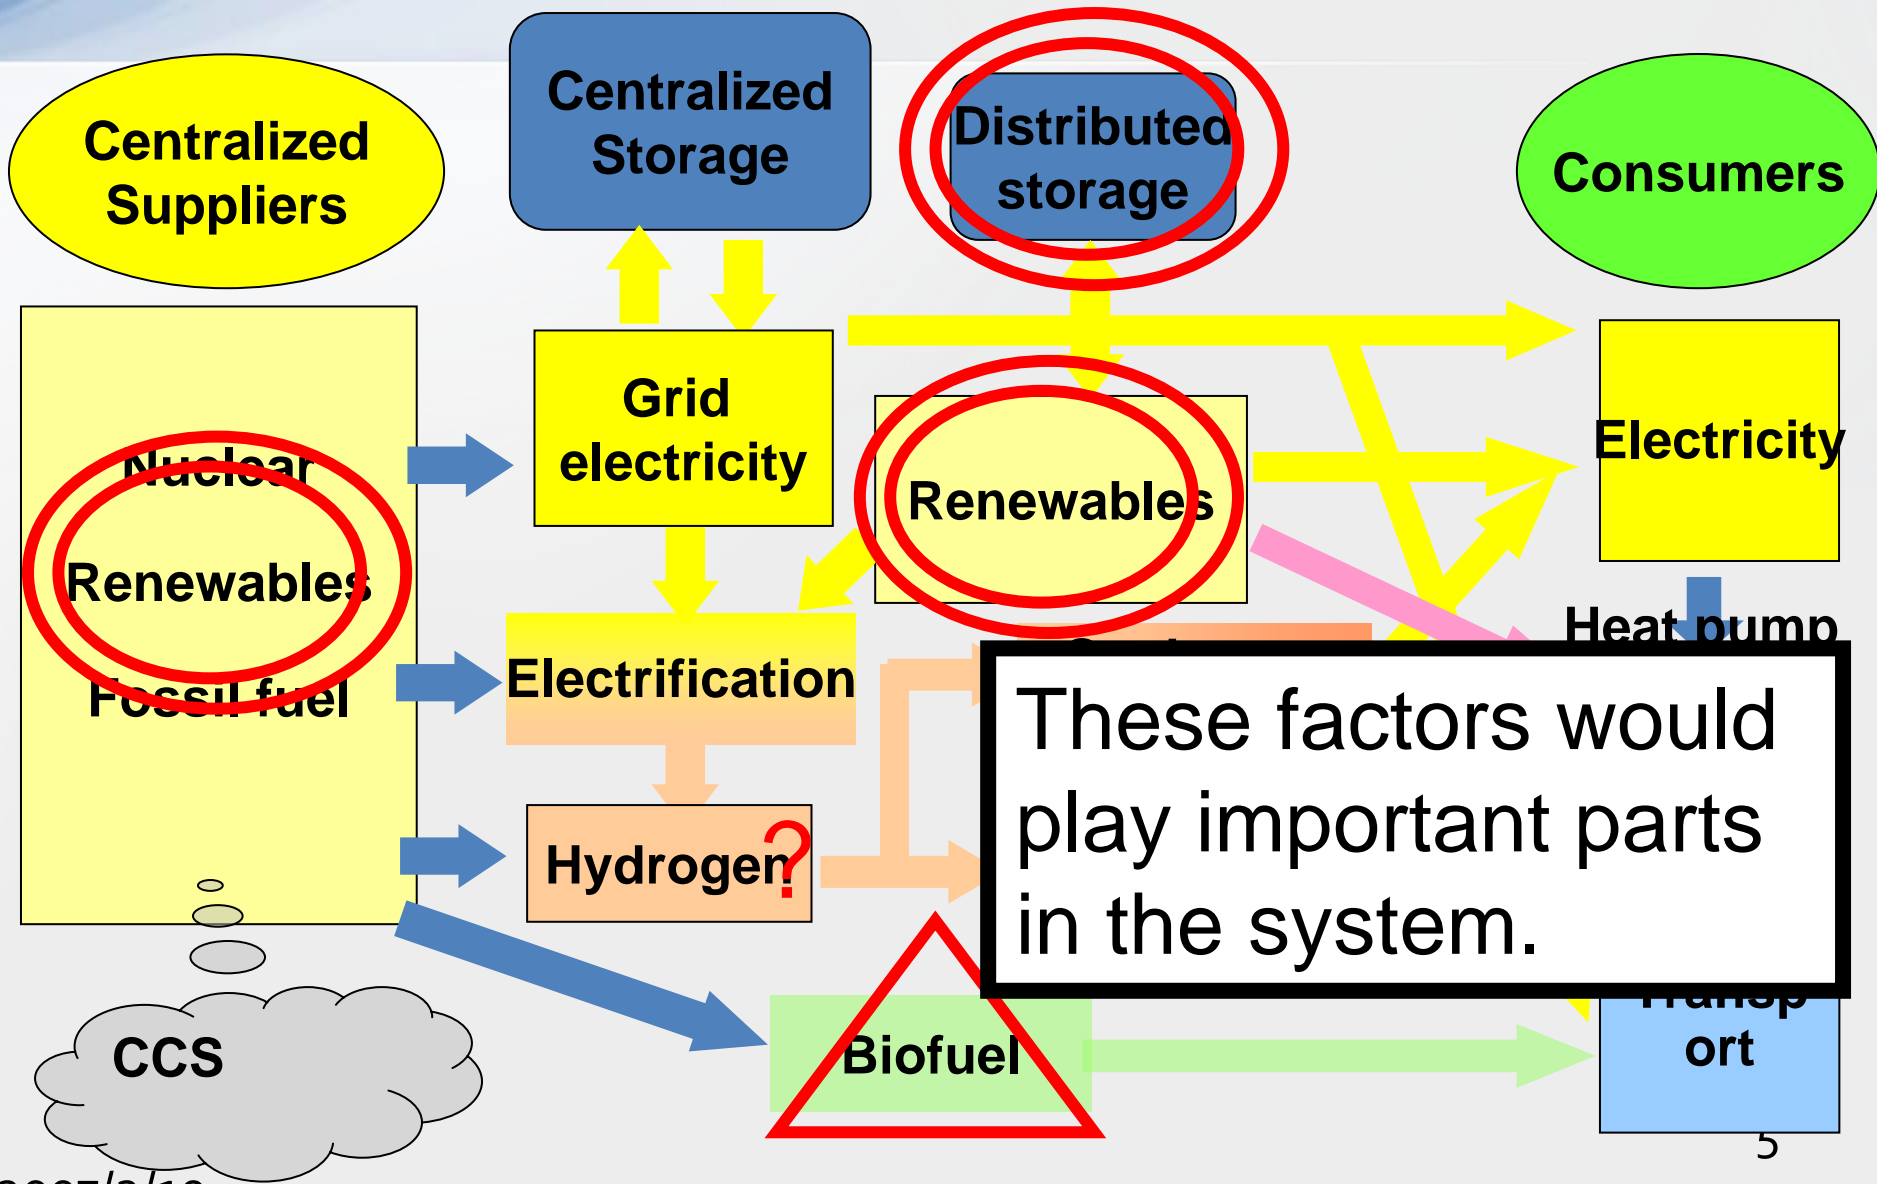 Centralized
Suppliers
Centralized
Storage
Distributed
storage
Consumers
Nuclear
Renewables
Fossil fuel
Grid
electricity
Renewables
Electricity
Heat pump
Electrification
Hydrogen
?
These factors would
play important parts
in the system.
Biofuel
Transp
ort
CCS
5